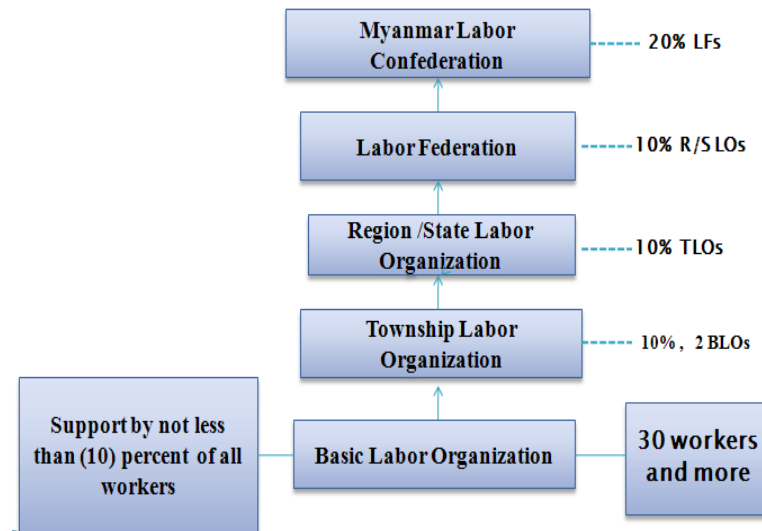 Myanmar Labor
Confederation
20% LFs
Labor Federation
10% R/S LOs
Region /State Labor
Organization
10% TLOs
Township Labor
Organization
10%, 2 BLOs
Support by not less
than (10) percent of all
workers
Basic Labor Organization
30 workers
and more